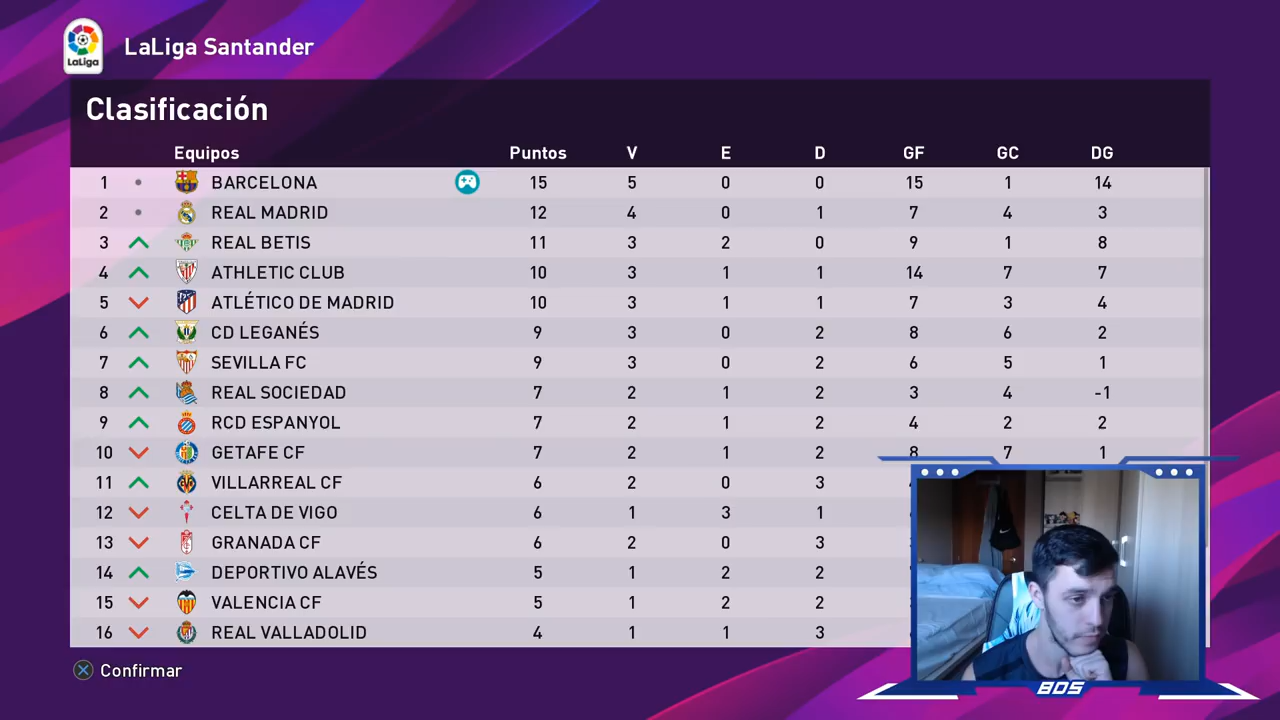 LaLiga Santander
LaLiga
Clasificación
Equipos Puntos V E D GF GC DG
1 BARCELONA 15 5 0 0 15 1 14
2 REAL MADRID 12 4 0 1 7 4 3
3 REAL BETIS 11 3 2 0 9 1 8
4 ATHLETIC CLUB 10 3 1 1 14 7 7
5 ATLÉTICO DE MADRID 10 3 1 1 7 3 4
6 CD LEGANÉS 9 3 0 2 8 6 2
7 SEVILLA FC 9 3 0 2 6 5 1
8 REAL SOCIEDAD 7 2 1 2 3 4 -1
9 RCD ESPANYOL 7 2 1 2 4 2 2
10 GETAFE CF 7 2 1 2 8 7 1
11 VILLARREAL CF 6 2 0 3
12 CELTA DE VIGO 6 1 3 1
13 GRANADA CF 6 2 0 3
14 DEPORTIVO ALAVÉS 5 1 2 2
15 VALENCIA CF 5 1 2 2
16 REAL VALLADOLID 4 1 1 3
Confirmar
BDS